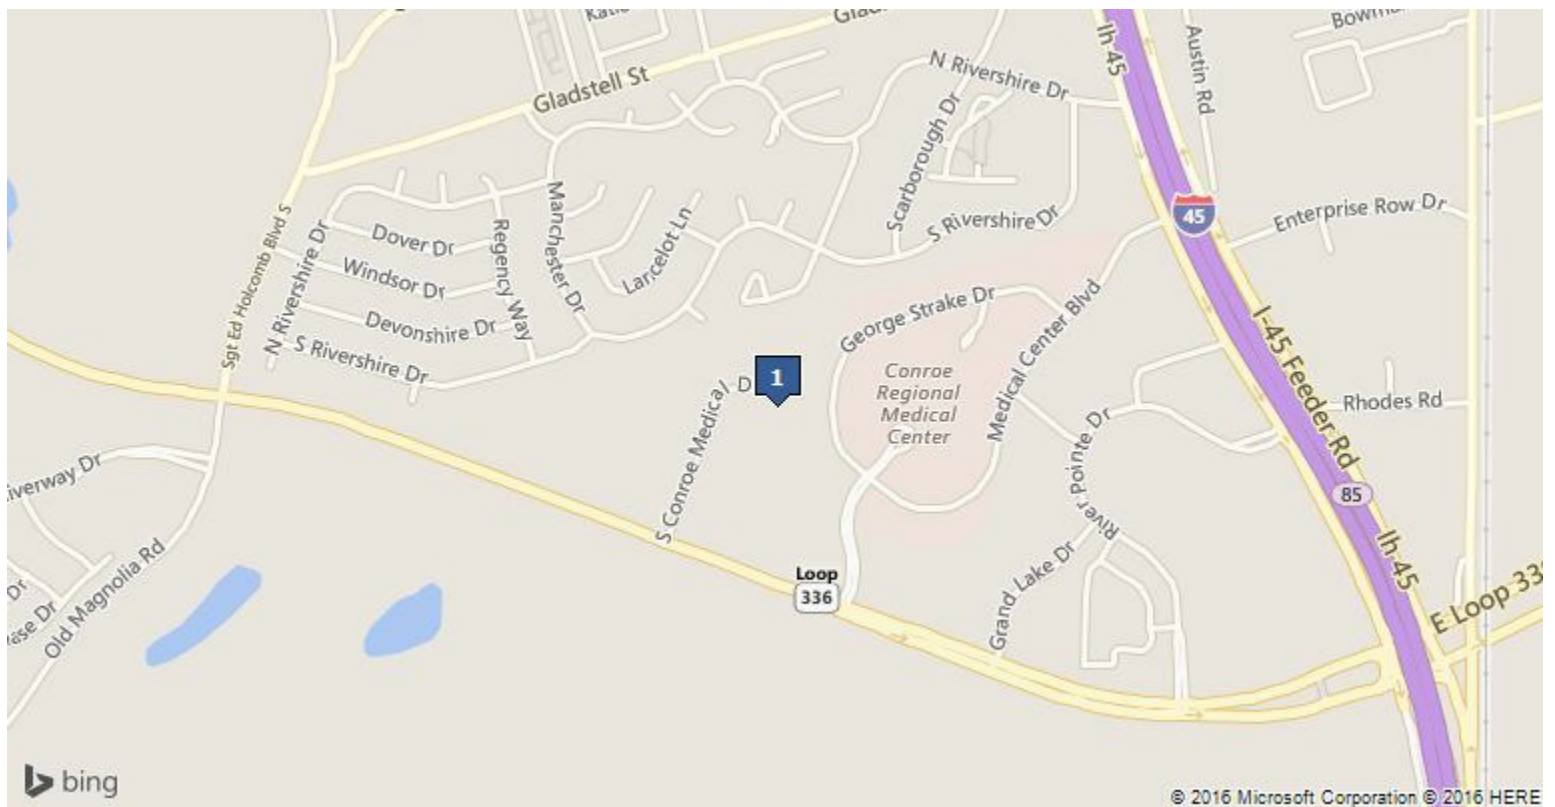 Gladstell St
N Rivershire Dr
Ih 45
Austin Rd
Scarborough Dr
Sgt Ed Holcomb Blvd S
N Rivershire Dr
Dover Dr
Regency Way
Manchester Dr
Larcelot Ln
S Rivershire Dr
45
Enterprise Row Dr
Windsor Dr
Devonshire Dr
S Rivershire Dr
George Strake Dr
Medical Center Blvd
I-45 Feeder Rd
1
S Conroe Medical D
Conroe
Regional
Medical
Center
Rhodes Rd
River Pointe Dr
85
Ih 45
Old Magnolia Rd
Dr
Dr
Loop
336
Grand Lake Dr
E Loop
bing
© 2016 Microsoft Corporation © 2016 HERE